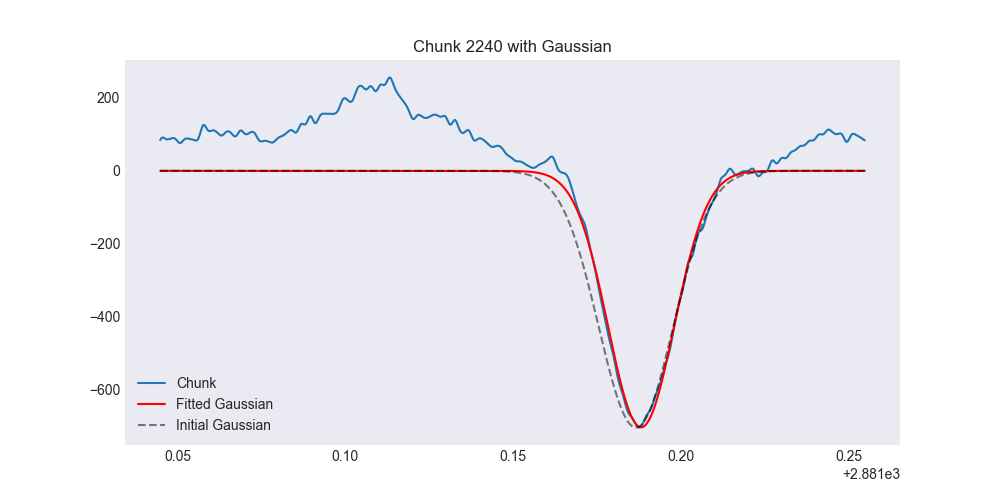 Chunk 2240 with Gaussian
200
0
−200
−400
−600
Chunk
Fitted Gaussian
Initial Gaussian
0.05 0.10 0.15 0.20 0.25
+2.881e3